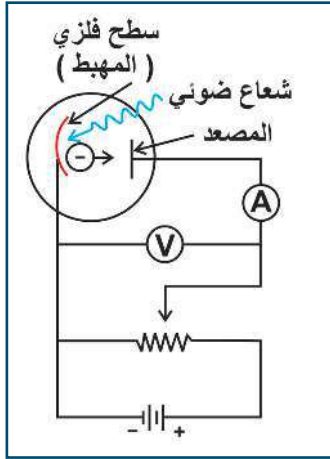 سطح فلزي
( المهبط )
شعاع ضوئي
المصعد
-
A
V
- +